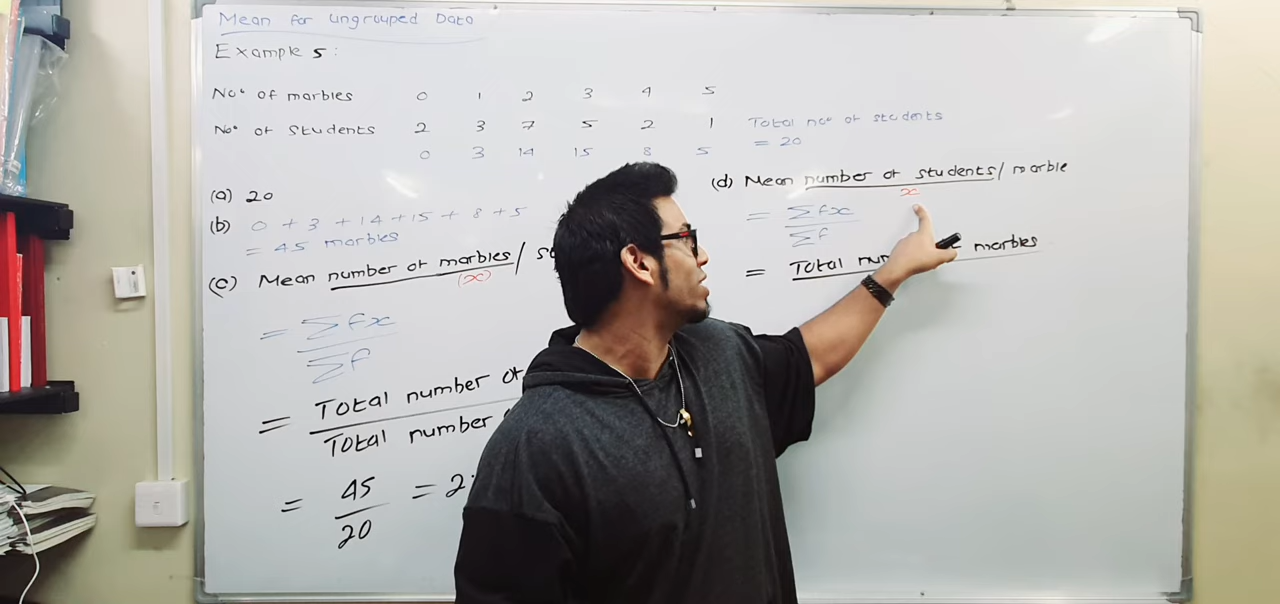 Mean for ungrouped Data
Example 5:
No. of marbles 0 1 2 3 4 5
No. of Students 2 3 7 5 2 1 Total no. of students
= 20
0 3 14 15 8 5
(a) 20
(b) 0 + 3 + 14 + 15 + 8 + 5
= 45 marbles
(c) Mean number of marbles/
(x)
= Σfx
Σf
= Total number of
Total number
= 45 = 2.
20
(d) Mean number of students/marble
x
= Σfx
Σf
= Total marbles